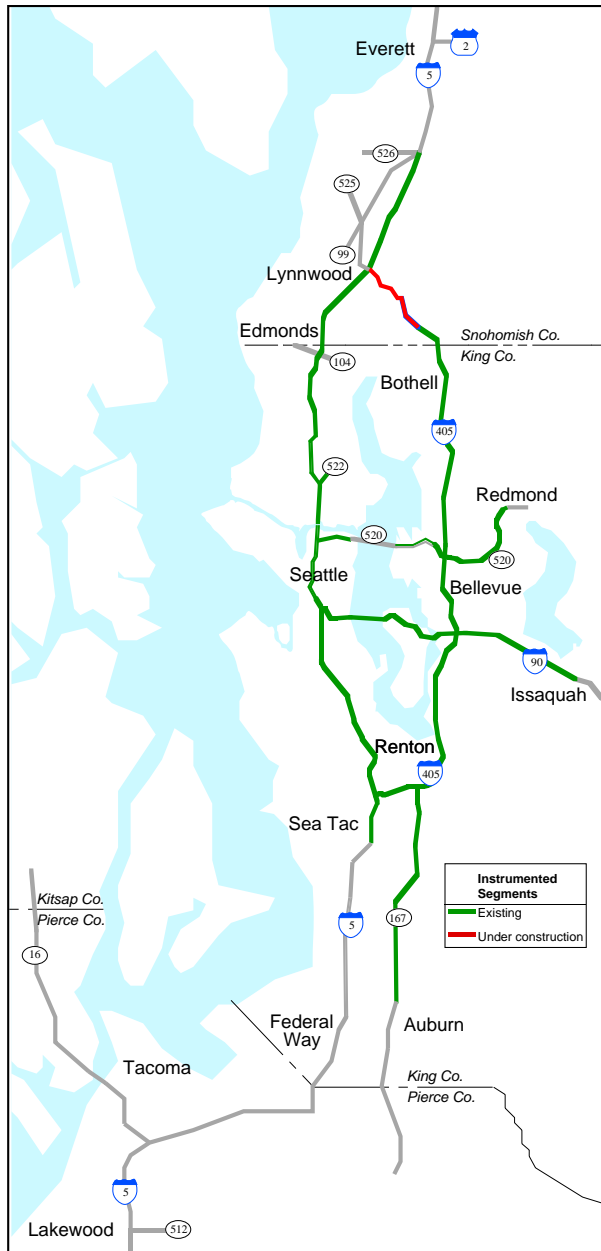 Everett
2
5
526
525
99
Lynnwood
Edmonds
Snohomish Co.
King Co.
104
Bothell
405
522
Redmond
520
520
Seattle
Bellevue
90
Issaquah
Renton
405
Sea Tac
Instrumented
Segments
Existing
Under construction
Kitsap Co.
Pierce Co.
167
5
16
Federal
Way
Auburn
Tacoma
King Co.
Pierce Co.
5
Lakewood
512